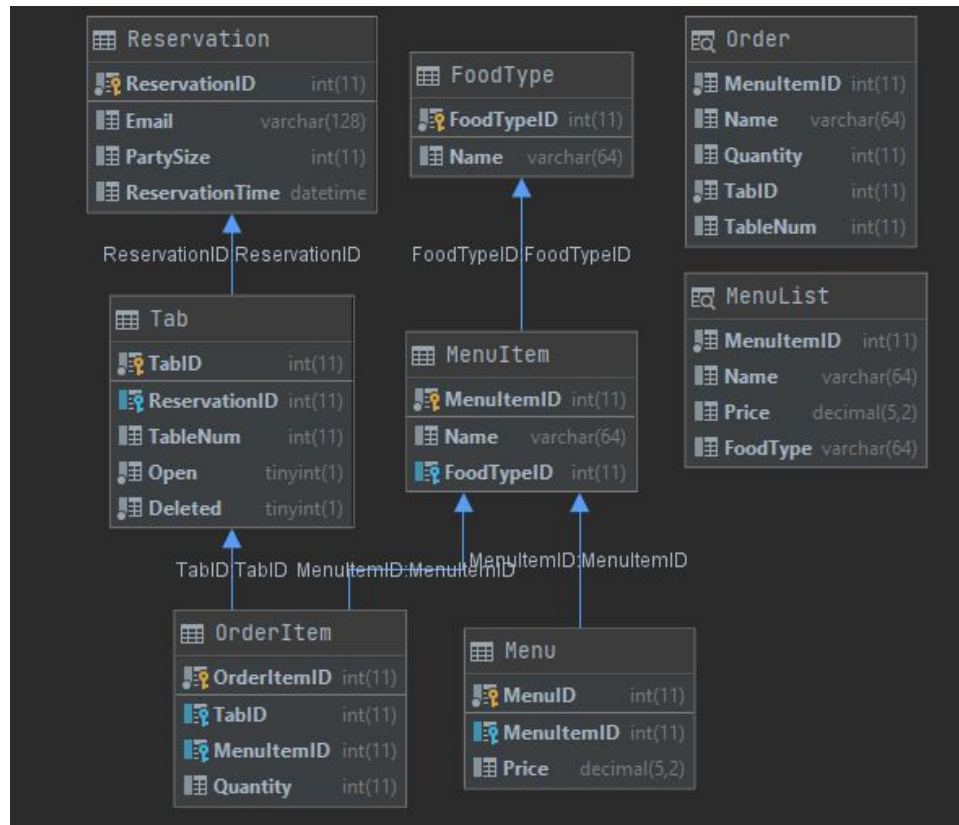 Reservation
ReservationID int(11)
Email varchar(128)
PartySize int(11)
ReservationTime datetime
FoodType
FoodTypeID int(11)
Name varchar(64)
Order
MenuItemID int(11)
Name varchar(64)
Quantity int(11)
TabID int(11)
TableNum int(11)
ReservationID:ReservationID
FoodTypeID:FoodTypeID
MenuList
MenuItemID int(11)
Name varchar(64)
Price decimal(5,2)
FoodType varchar(64)
Tab
TabID int(11)
ReservationID int(11)
TableNum int(11)
Open tinyint(1)
Deleted tinyint(1)
MenuItem
MenuItemID int(11)
Name varchar(64)
FoodTypeID int(11)
TabID:TabID
MenuItemID:MenuItemID
MenuItemID:MenuItemID
OrderItem
OrderItemID int(11)
TabID int(11)
MenuItemID int(11)
Quantity int(11)
Menu
MenuID int(11)
MenuItemID int(11)
Price decimal(5,2)